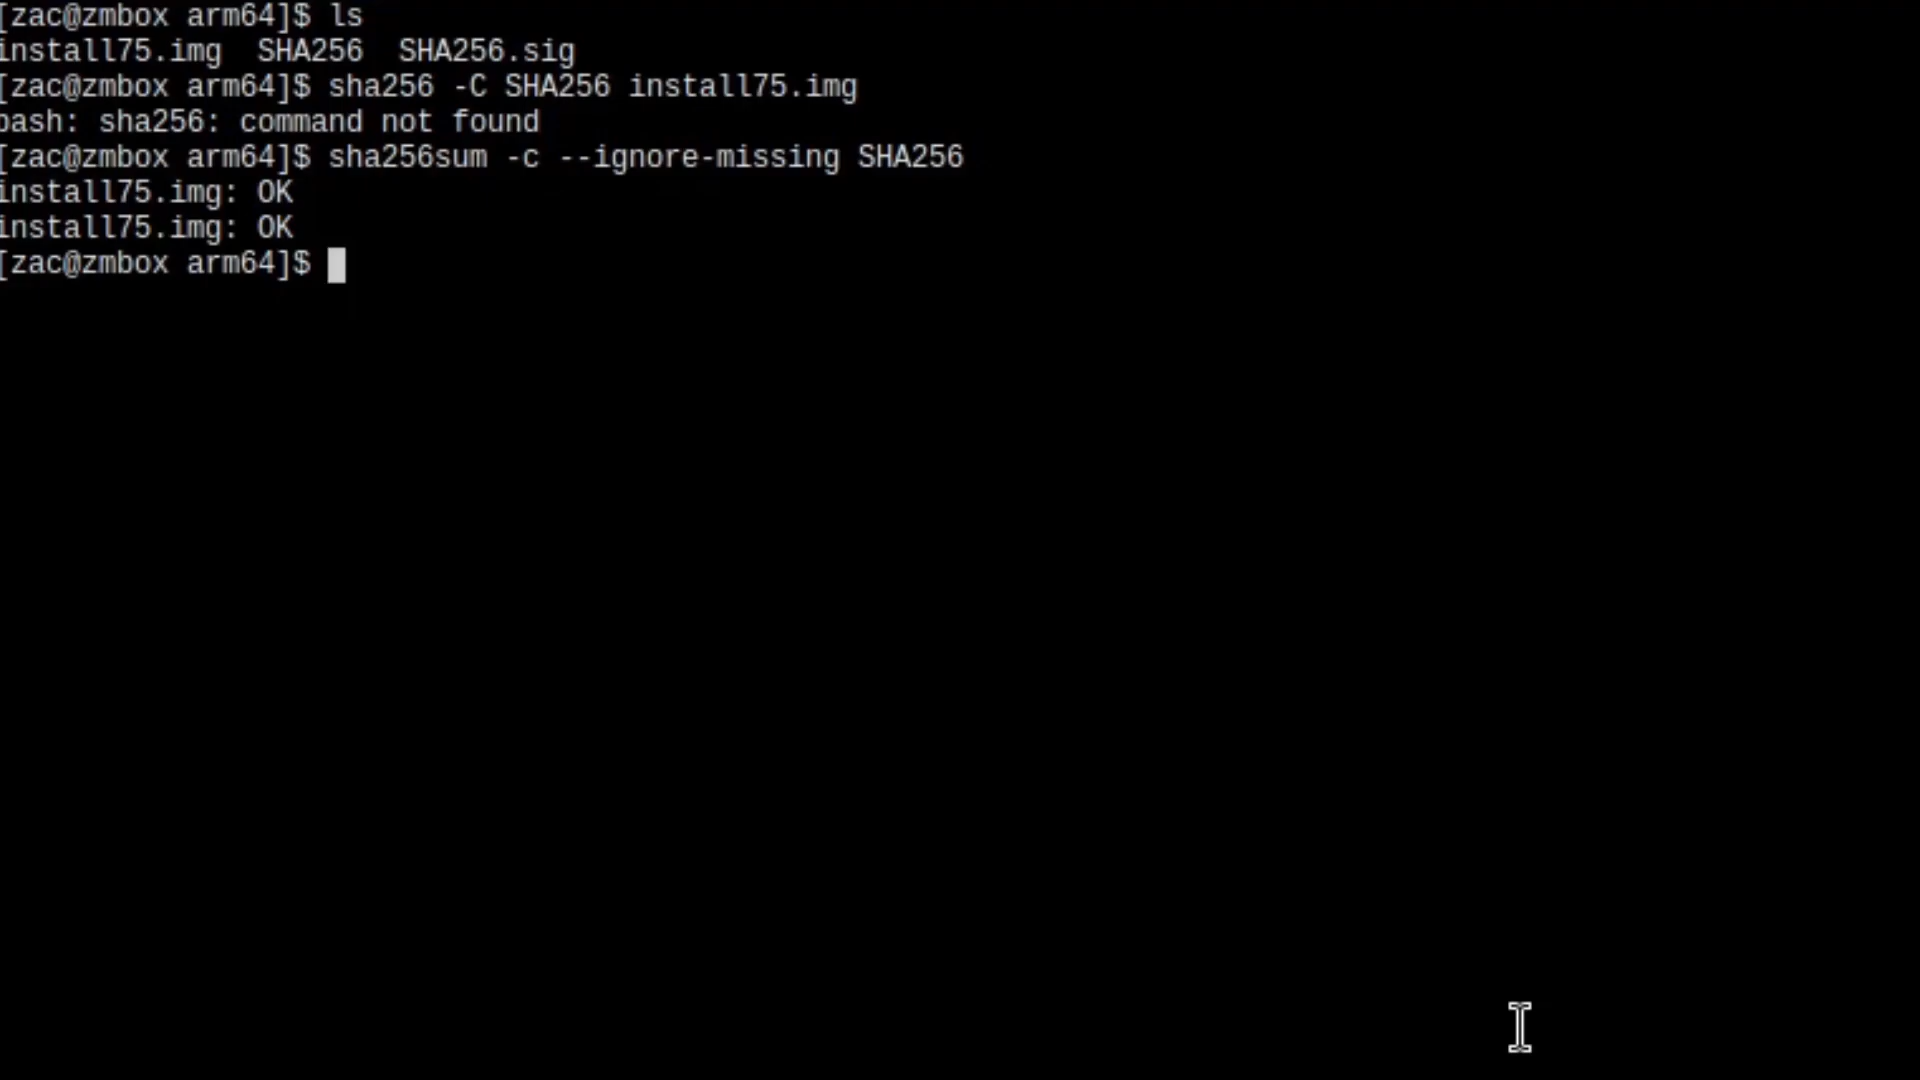 [zac@zmbox arm64]$ ls
install75.img  SHA256  SHA256.sig
[zac@zmbox arm64]$ sha256 -C SHA256 install75.img
bash: sha256: command not found
[zac@zmbox arm64]$ sha256sum -c --ignore-missing SHA256
install75.img: OK
install75.img: OK
[zac@zmbox arm64]$